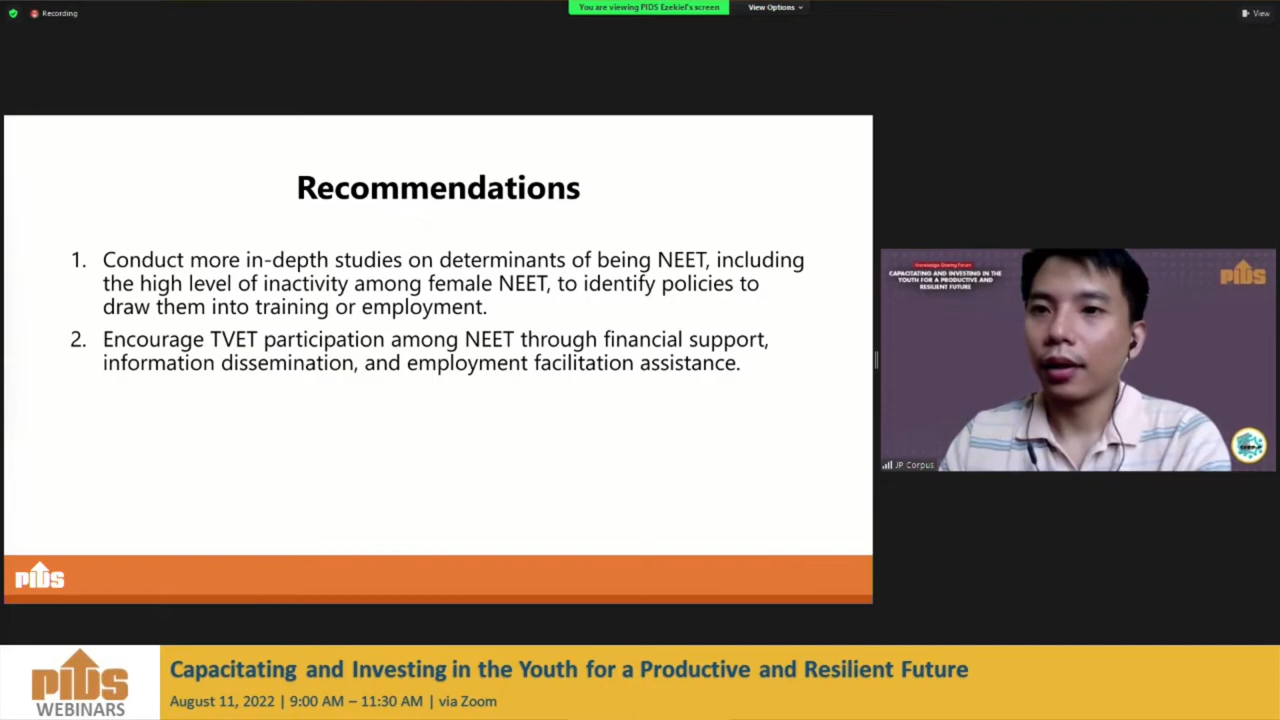 Recording
You are viewing PIDS Ezekiel's screen
View Options
View
Recommendations
1. Conduct more in-depth studies on determinants of being NEET, including
the high level of inactivity among female NEET, to identify policies to
draw them into training or employment.
2. Encourage TVET participation among NEET through financial support,
information dissemination, and employment facilitation assistance.
PIDS
Knowledge Sharing Forum
CAPACITATING AND INVESTING IN THE
YOUTH FOR A PRODUCTIVE AND
RESILIENT FUTURE
PIDS
JP Corpus
PIDS
WEBINARS
Capacitating and Investing in the Youth for a Productive and Resilient Future
August 11, 2022 | 9:00 AM – 11:30 AM | via Zoom